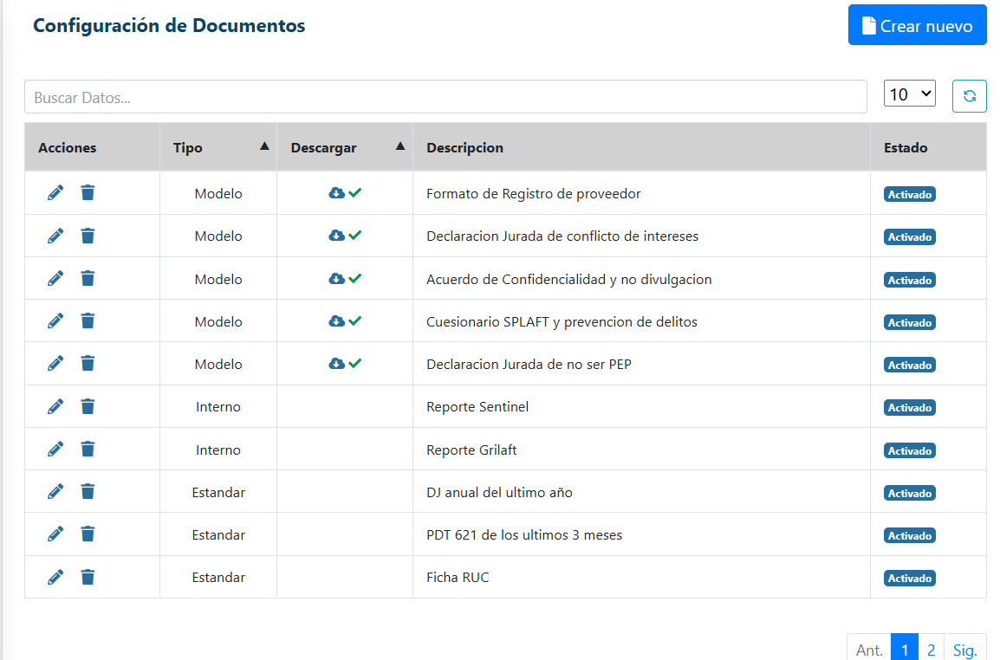 Configuración de Documentos
Crear nuevo
Buscar Datos...
10
Acciones Tipo Descargar Descripcion Estado
Modelo Formato de Registro de proveedor Activado
Modelo Declaracion Jurada de conflicto de intereses Activado
Modelo Acuerdo de Confidencialidad y no divulgacion Activado
Modelo Cuesionario SPLAFT y prevencion de delitos Activado
Modelo Declaracion Jurada de no ser PEP Activado
Interno Reporte Sentinel Activado
Interno Reporte Grilaft Activado
Estandar DJ anual del ultimo año Activado
Estandar PDT 621 de los ultimos 3 meses Activado
Estandar Ficha RUC Activado
Ant. 1 2 Sig.